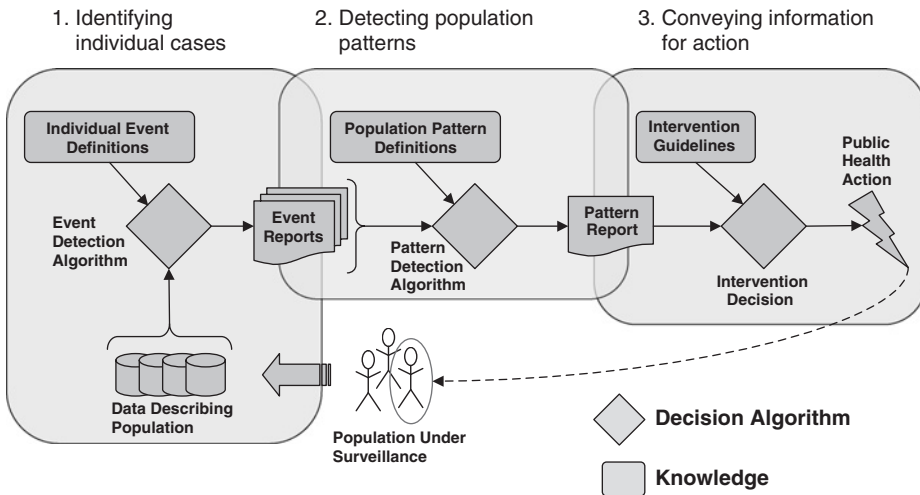 1. Identifying
individual cases
2. Detecting population
patterns
3. Conveying information
for action
Individual Event
Definitions
Event
Detection
Algorithm
Event
Reports
Data Describing
Population
Population Pattern
Definitions
Pattern
Detection
Algorithm
Pattern
Report
Intervention
Guidelines
Intervention
Decision
Public
Health
Action
Population Under
Surveillance
Decision Algorithm
Knowledge